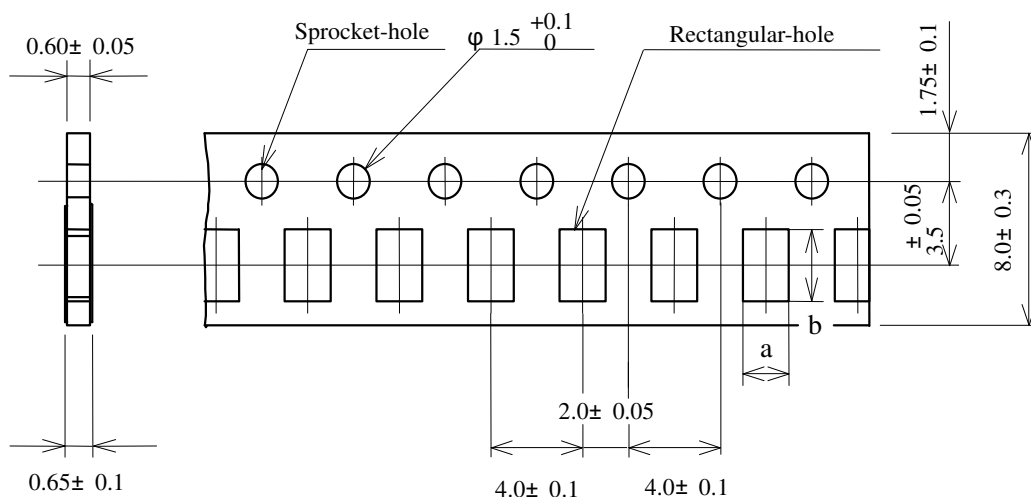 0.60± 0.05
Sprocket-hole
φ 1.5 +0.1
0
Rectangular-hole
1.75± 0.1
± 0.05
3.5
8.0± 0.3
b
a
2.0± 0.05
0.65± 0.1
4.0± 0.1
4.0± 0.1